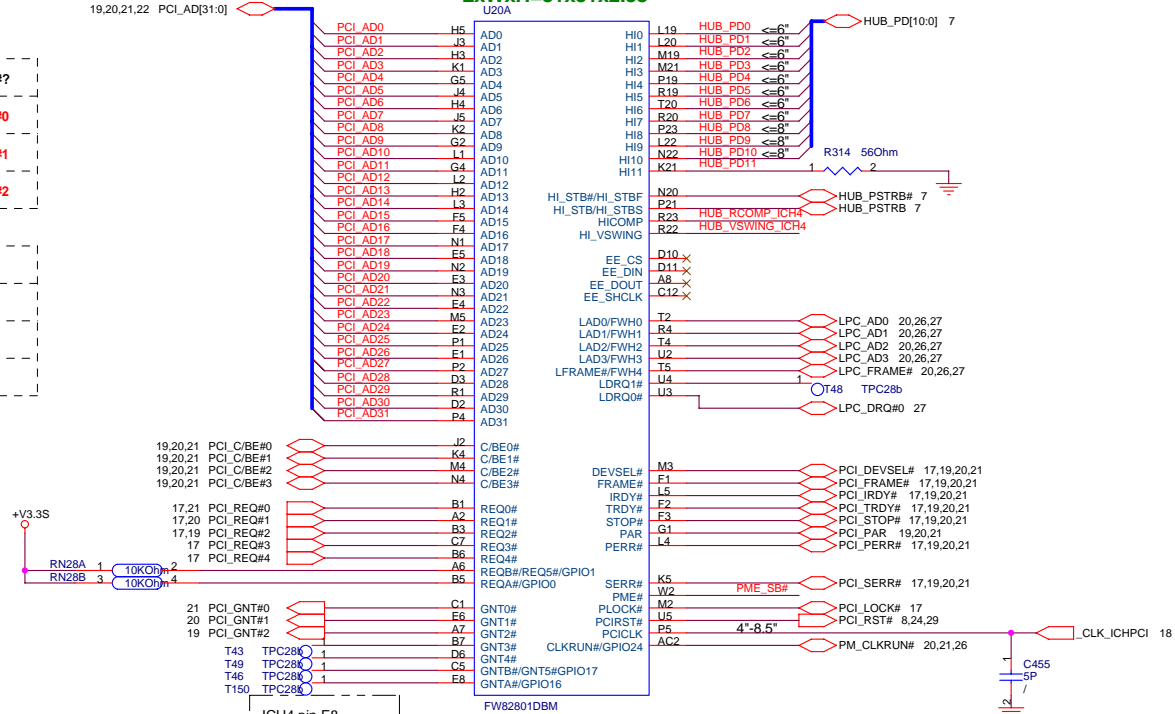 19,20,21,22 PCI_AD[31:0]
U20A
HUB_PD[10:0] 7
#?
#0
#1
#2
PCI_AD0 H5 AD0 HI0 L19 HUB_PD0 <=6"
PCI_AD1 J3 AD1 HI1 L20 HUB_PD1 <=6"
PCI_AD2 H3 AD2 HI2 M19 HUB_PD2 <=6"
PCI_AD3 K1 AD3 HI3 M21 HUB_PD3 <=6"
PCI_AD4 G5 AD4 HI4 P19 HUB_PD4 <=6"
PCI_AD5 J4 AD5 HI5 R19 HUB_PD5 <=6"
PCI_AD6 H4 AD6 HI6 T20 HUB_PD6 <=6"
PCI_AD7 J5 AD7 HI7 R20 HUB_PD7 <=6"
PCI_AD8 K2 AD8 HI8 P23 HUB_PD8 <=8"
PCI_AD9 G2 AD9 HI9 L22 HUB_PD9 <=8"
PCI_AD10 L1 AD10 HI10 N22 HUB_PD10 <=8"
PCI_AD11 G4 AD11 HI11 K21 HUB_PD11 1 R314 56Ohm 2
PCI_AD12 L2 AD12
PCI_AD13 H2 AD13 HI_STB#/HI_STBF N20 HUB_PSTRB# 7
PCI_AD14 L3 AD14 HI_STB/HI_STBS P21 HUB_PSTRB 7
PCI_AD15 F5 AD15 HICOMP R23 HUB_RCOMP_ICH4
PCI_AD16 F4 AD16 HI_VSWING R22 HUB_VSWING_ICH4
PCI_AD17 N1 AD17
PCI_AD18 E5 AD18 EE_CS D10
PCI_AD19 N2 AD19 EE_DIN D11
PCI_AD20 E3 AD20 EE_DOUT A8
PCI_AD21 N3 AD21 EE_SHCLK C12
PCI_AD22 E4 AD22
PCI_AD23 M5 AD23 LAD0/FWH0 T2 LPC_AD0 20,26,27
PCI_AD24 E2 AD24 LAD1/FWH1 R4 LPC_AD1 20,26,27
PCI_AD25 P1 AD25 LAD2/FWH2 T4 LPC_AD2 20,26,27
PCI_AD26 E1 AD26 LAD3/FWH3 U2 LPC_AD3 20,26,27
PCI_AD27 P2 AD27 LFRAME#/FWH4 T5 LPC_FRAME# 20,26,27
PCI_AD28 D3 AD28 LDRQ1# U4 1 T48 TPC28b
PCI_AD29 R1 AD29 LDRQ0# U3 LPC_DRQ#0 27
PCI_AD30 D2 AD30
PCI_AD31 P4 AD31
19,20,21 PCI_C/BE#0 J2 C/BE0#
19,20,21 PCI_C/BE#1 K4 C/BE1#
19,20,21 PCI_C/BE#2 M4 C/BE2# DEVSEL# M3 PCI_DEVSEL# 17,19,20,21
19,20,21 PCI_C/BE#3 N4 C/BE3# FRAME# F1 PCI_FRAME# 17,19,20,21
IRDY# L5 PCI_IRDY# 17,19,20,21
17,21 PCI_REQ#0 B1 REQ0# TRDY# F2 PCI_TRDY# 17,19,20,21
17,20 PCI_REQ#1 A2 REQ1# STOP# F3 PCI_STOP# 17,19,20,21
17,19 PCI_REQ#2 B3 REQ2# PAR G1 PCI_PAR 19,20,21
17 PCI_REQ#3 C7 REQ3# PERR# L4 PCI_PERR# 17,19,20,21
17 PCI_REQ#4 B6 REQ4#
+V3.3S
RN28A 1 10KOhm 2 A6 REQB#/REQ5#/GPIO1
RN28B 3 10KOhm 4 B5 REQA#/GPIO0 SERR# K5 PCI_SERR# 17,19,20,21
PME# W2 PME_SB#
21 PCI_GNT#0 C1 GNT0# PLOCK# M2 PCI_LOCK# 17
20 PCI_GNT#1 E6 GNT1# PCIRST# U5 PCI_RST# 8,24,29
19 PCI_GNT#2 A7 GNT2# PCICLK P5 4"-8.5" _CLK_ICHPCI 18
1 B7 GNT3# CLKRUN#/GPIO24 AC2 PM_CLKRUN# 20,21,26
T43 TPC28b 1 D6 GNT4#
T49 TPC28b 1 C5 GNTB#/GNT5#GPIO17
T46 TPC28b 1 E8 GNTA#/GPIO16
T150 TPC28b
1 C455
5P
/
2
FW82801DBM
ICH4 pin E8